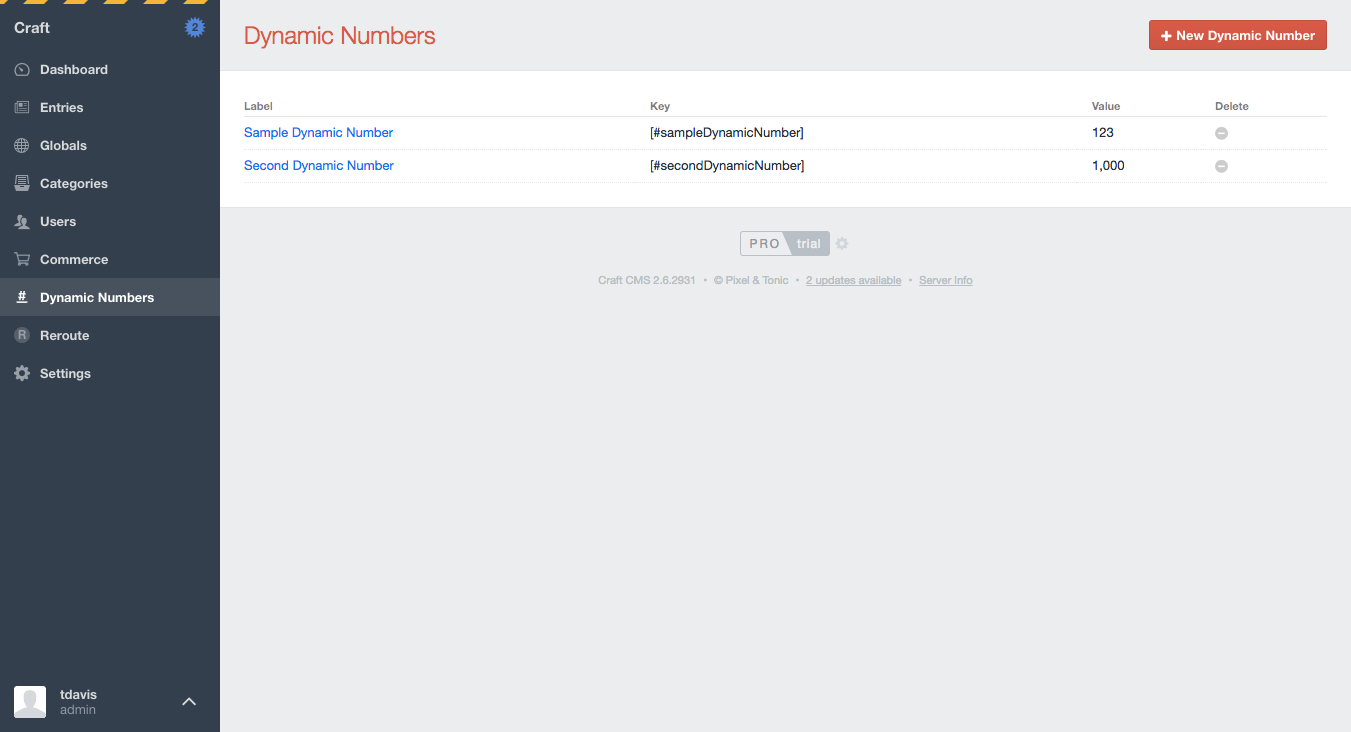 Craft
2
Dashboard
Entries
Globals
Categories
Users
Commerce
# Dynamic Numbers
R Reroute
Settings
tdavis
admin
Dynamic Numbers
+ New Dynamic Number
Label Key Value Delete
Sample Dynamic Number [#sampleDynamicNumber] 123
Second Dynamic Number [#secondDynamicNumber] 1,000
PRO trial
Craft CMS 2.6.2931 • © Pixel & Tonic • 2 updates available • Server Info